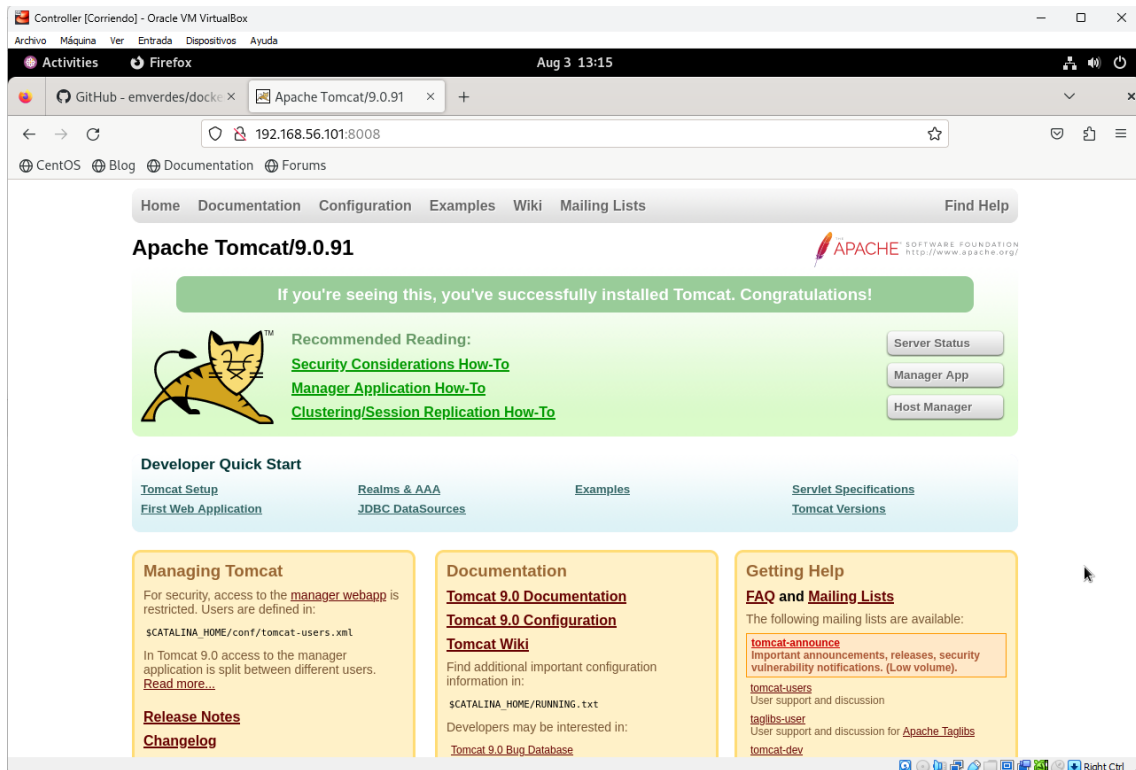 Controller [Corriendo] - Oracle VM VirtualBox
Archivo Máquina Ver Entrada Dispositivos Ayuda
Activities Firefox Aug 3 13:15
GitHub - emverdes/docke Apache Tomcat/9.0.91
192.168.56.101:8008
CentOS Blog Documentation Forums
Home Documentation Configuration Examples Wiki Mailing Lists Find Help
Apache Tomcat/9.0.91
THE
APACHE SOFTWARE FOUNDATION
http://www.apache.org/
If you're seeing this, you've successfully installed Tomcat. Congratulations!
TM
Recommended Reading:
Security Considerations How-To
Manager Application How-To
Clustering/Session Replication How-To
Server Status
Manager App
Host Manager
Developer Quick Start
Tomcat Setup
First Web Application
Realms & AAA
JDBC DataSources
Examples
Servlet Specifications
Tomcat Versions
Managing Tomcat
For security, access to the manager webapp is
restricted. Users are defined in:
$CATALINA_HOME/conf/tomcat-users.xml
In Tomcat 9.0 access to the manager
application is split between different users.
Read more...
Release Notes
Changelog
Documentation
Tomcat 9.0 Documentation
Tomcat 9.0 Configuration
Tomcat Wiki
Find additional important configuration
information in:
$CATALINA_HOME/RUNNING.txt
Developers may be interested in:
Tomcat 9.0 Bug Database
Getting Help
FAQ and Mailing Lists
The following mailing lists are available:
tomcat-announce
Important announcements, releases, security
vulnerability notifications. (Low volume).
tomcat-users
User support and discussion
taglibs-user
User support and discussion for Apache Taglibs
tomcat-dev
Right Ctrl